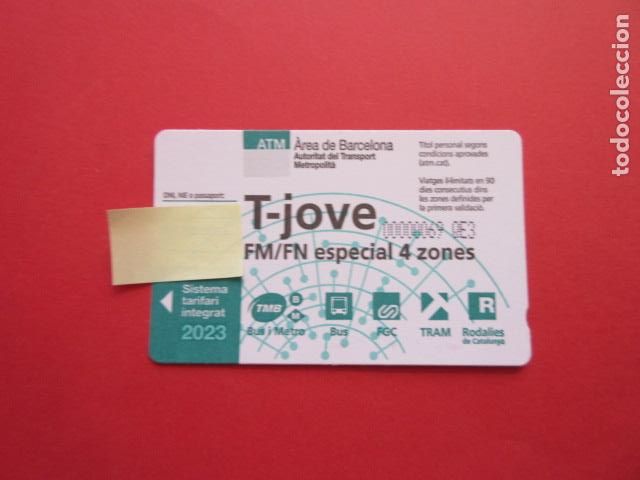 ATM
Àrea de Barcelona
Autoritat del Transport
Metropolità
Títol personal segons
condicions aprovades
(atm.cat).
Viatges il·limitats en 90
dies consecutius dins
les zones definides per
la primera validació.
DNI, NIE o passaport:
T-jove
FM/FN especial 4 zones
Sistema
tarifari
integrat
2023
TMB
B
M
Bus i Metro
Bus
FGC
TRAM
R
Rodalies
de Catalunya
todocoleccion